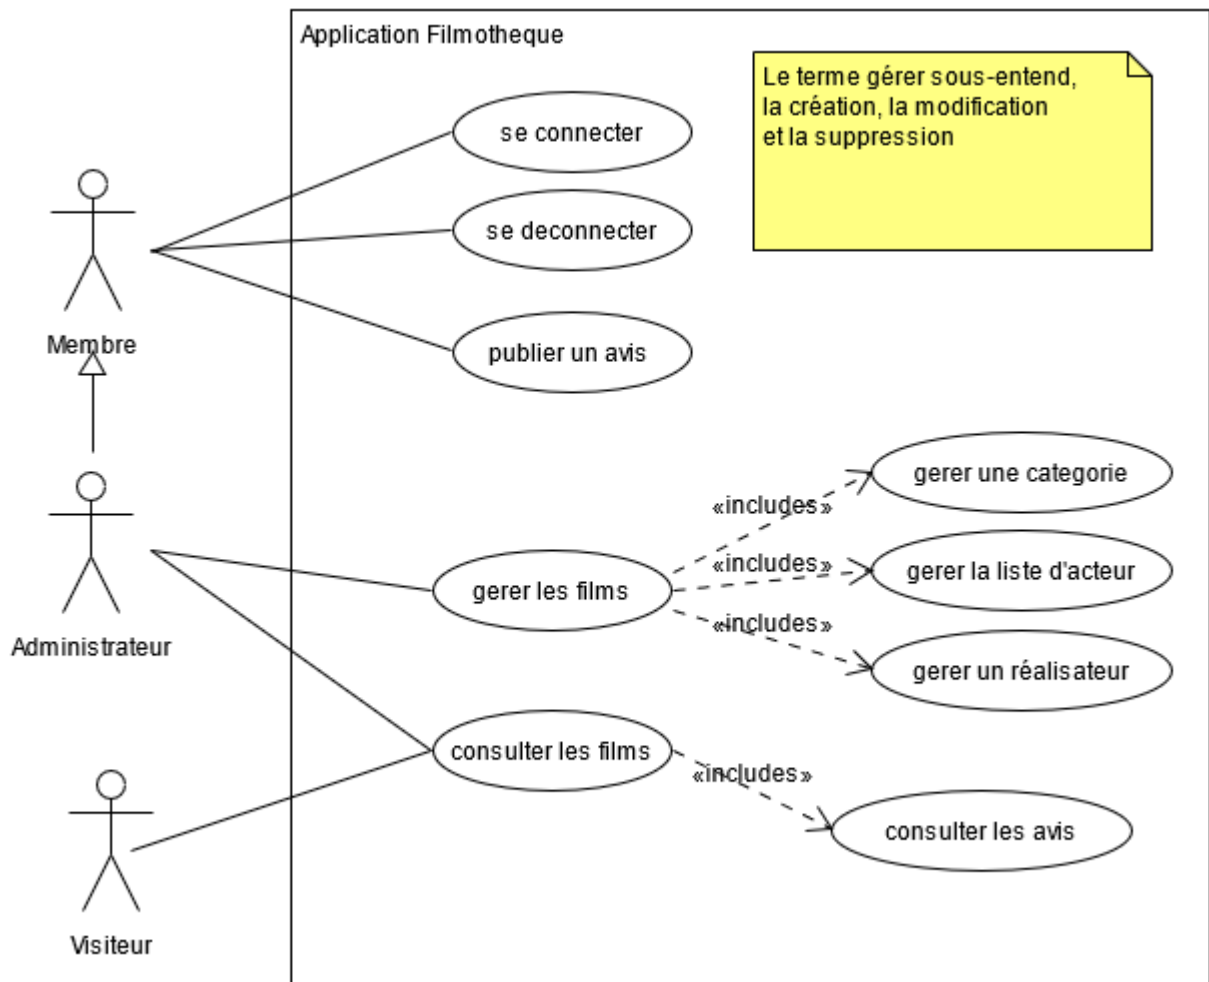 Application Filmotheque
Le terme gérer sous-entend,
la création, la modification
et la suppression
se connecter
se deconnecter
Membre
publier un avis
gerer une categorie
«includes»
«includes»
gerer la liste d'acteur
gerer les films
«includes»
Administrateur
gerer un réalisateur
consulter les films
«includes»
consulter les avis
Visiteur